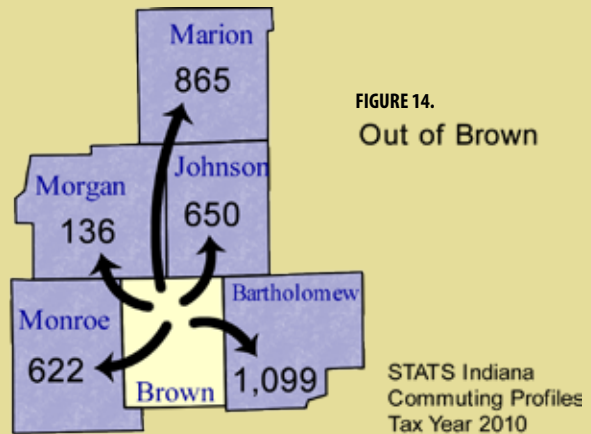 Marion
865
FIGURE 14.
Out of Brown
Johnson
650
Morgan
136
Bartholomew
1,099
Monroe
622
Brown
STATS Indiana
Commuting Profiles
Tax Year 2010